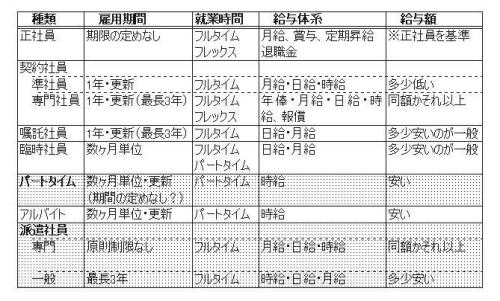 種類 雇用期間 就業時間 給与体系 給与額
正社員 期限の定めなし フルタイム 月給、賞与、定期昇給 ※正社員を基準
フレックス 退職金
契約社員
準社員 1年・更新 フルタイム 月給・日給・時給 多少低い
専門社員 1年・更新(最長3年) フルタイム 年俸・月給・日給・時 同額かそれ以上
フレックス 給、報償
嘱託社員 1年・更新(最長3年) フルタイム 日給・月給 多少安いのが一般
臨時社員 数ヶ月単位 フルタイム 日給・月給 多少安いのが一般
パートタイム
パートタイム 数ヶ月単位・更新 パートタイム 時給 安い
(期間の定めなし?)
アルバイト 数ヶ月単位・更新 パートタイム 時給 安い
派遣社員
専門 原則制限なし フルタイム 月給・日給・時給 同額かそれ以上
一般 最長3年 フルタイム 時給・日給・月給 多少安い